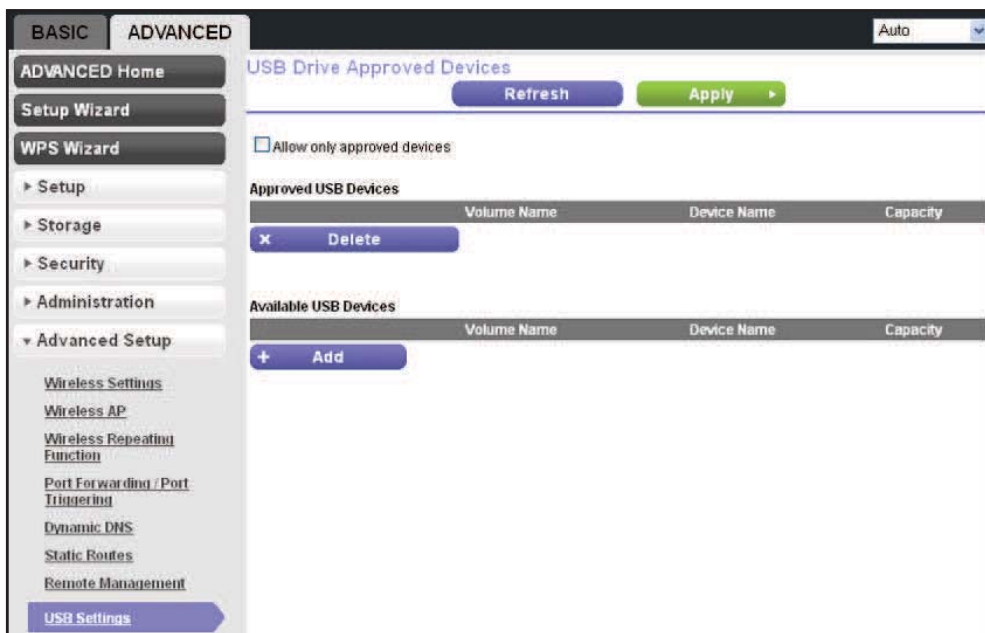 BASIC
ADVANCED
Auto
ADVANCED Home
Setup Wizard
WPS Wizard
Setup
Storage
Security
Administration
Advanced Setup
Wireless Settings
Wireless AP
Wireless Repeating
Function
Port Forwarding / Port
Triggering
Dynamic DNS
Static Routes
Remote Management
USB Settings
USB Drive Approved Devices
Refresh
Apply
Allow only approved devices
Approved USB Devices
Volume Name Device Name Capacity
Delete
Available USB Devices
Volume Name Device Name Capacity
Add